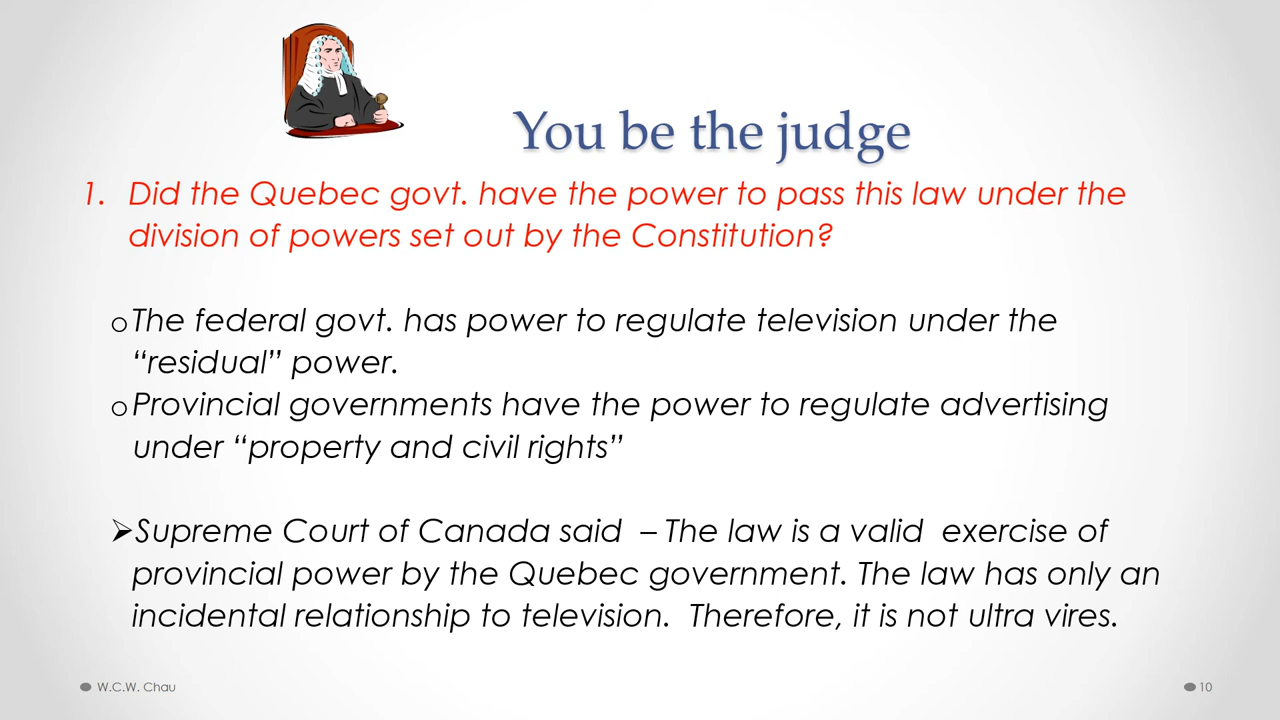 You be the judge
1. Did the Quebec govt. have the power to pass this law under the
division of powers set out by the Constitution?
o The federal govt. has power to regulate television under the
“residual” power.
o Provincial governments have the power to regulate advertising
under “property and civil rights”
➢ Supreme Court of Canada said – The law is a valid exercise of
provincial power by the Quebec government. The law has only an
incidental relationship to television. Therefore, it is not ultra vires.
W.C.W. Chau
10